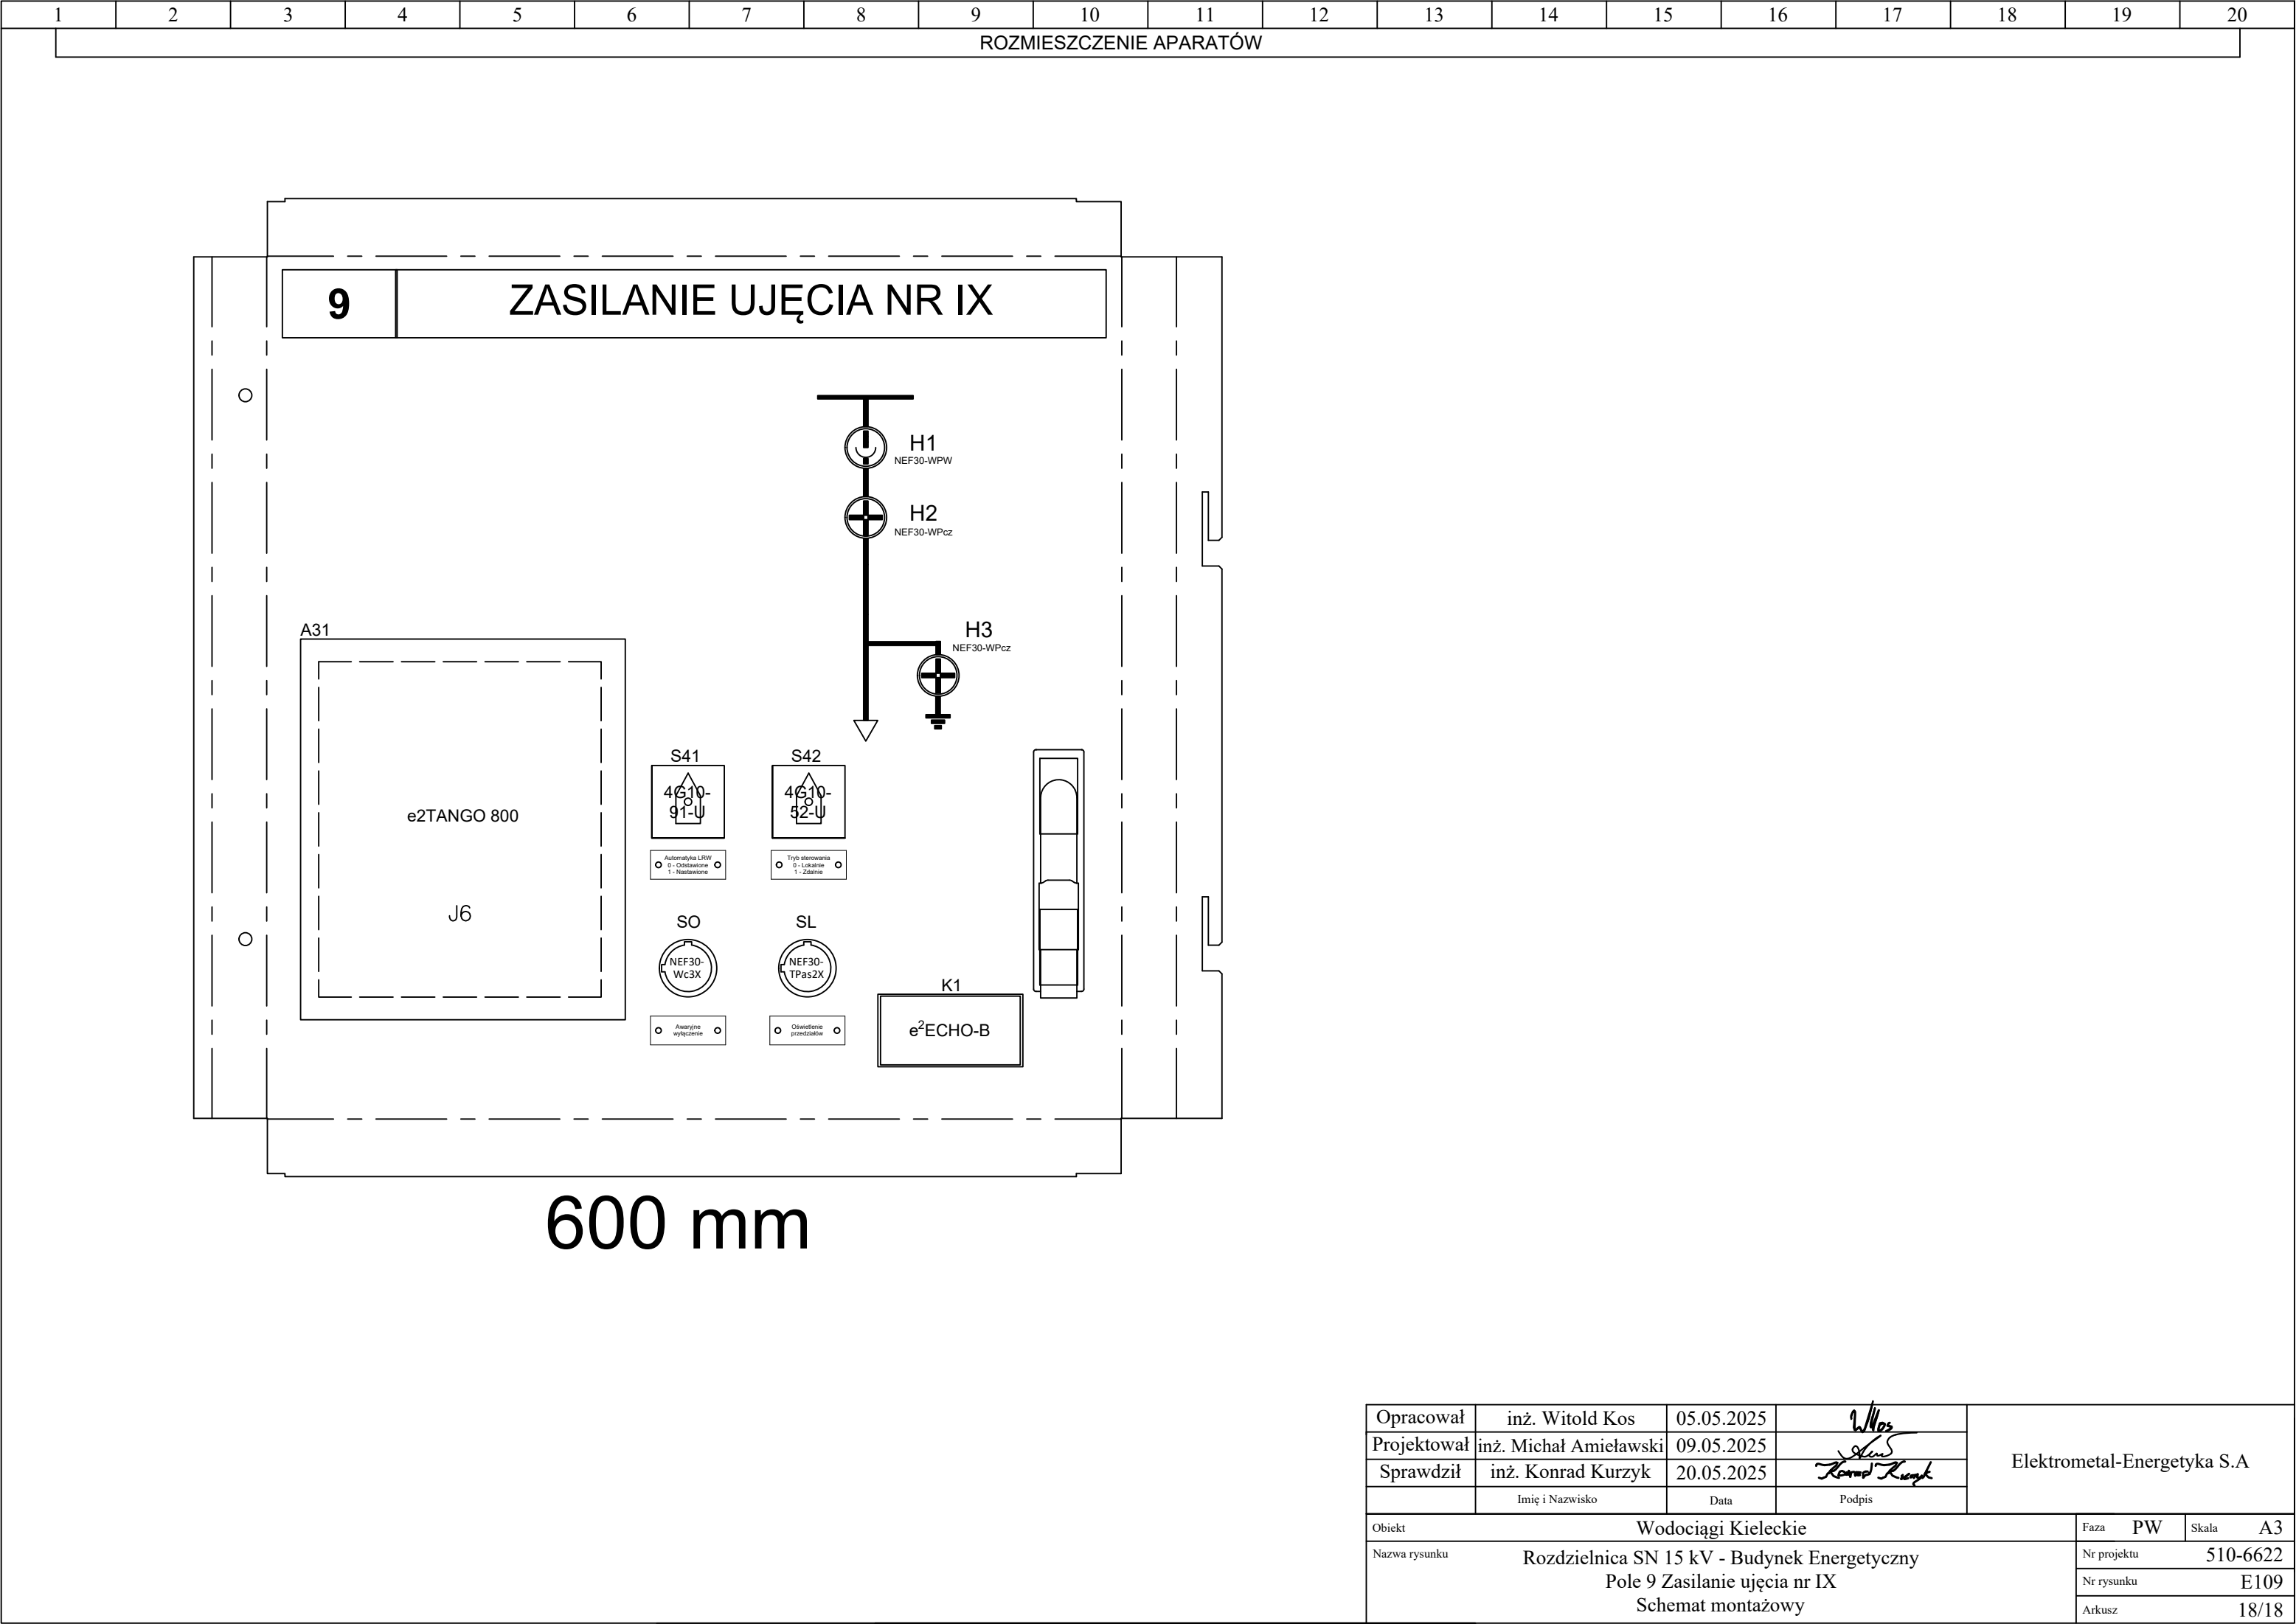 1 2 3 4 5 6 7 8 9 10 11 12 13 14 15 16 17 18 19 20
ROZMIESZCZENIE APARATÓW
9 ZASILANIE UJĘCIA NR IX
H1
NEF30-WPW
H2
NEF30-WPcz
H3
NEF30-WPcz
A31
e2TANGO 800
J6
S41
4G10-
91-U
Automatyka LRW
0 - Odstawione
1 - Nastawione
S42
4G10-
52-U
Tryb sterowania
0 - Lokalnie
1 - Zdalnie
SO
NEF30-
Wc3X
Awaryjne
wyłączenie
SL
NEF30-
TPas2X
Oświetlenie
przedziałów
K1
e²ECHO-B
600 mm
Opracował inż. Witold Kos 05.05.2025
Projektował inż. Michał Amieławski 09.05.2025
Sprawdził inż. Konrad Kurzyk 20.05.2025
Imię i Nazwisko Data Podpis
Elektrometal-Energetyka S.A
Obiekt Wodociągi Kieleckie
Faza PW Skala A3
Nazwa rysunku
Rozdzielnica SN 15 kV - Budynek Energetyczny
Pole 9 Zasilanie ujęcia nr IX
Schemat montażowy
Nr projektu 510-6622
Nr rysunku E109
Arkusz 18/18